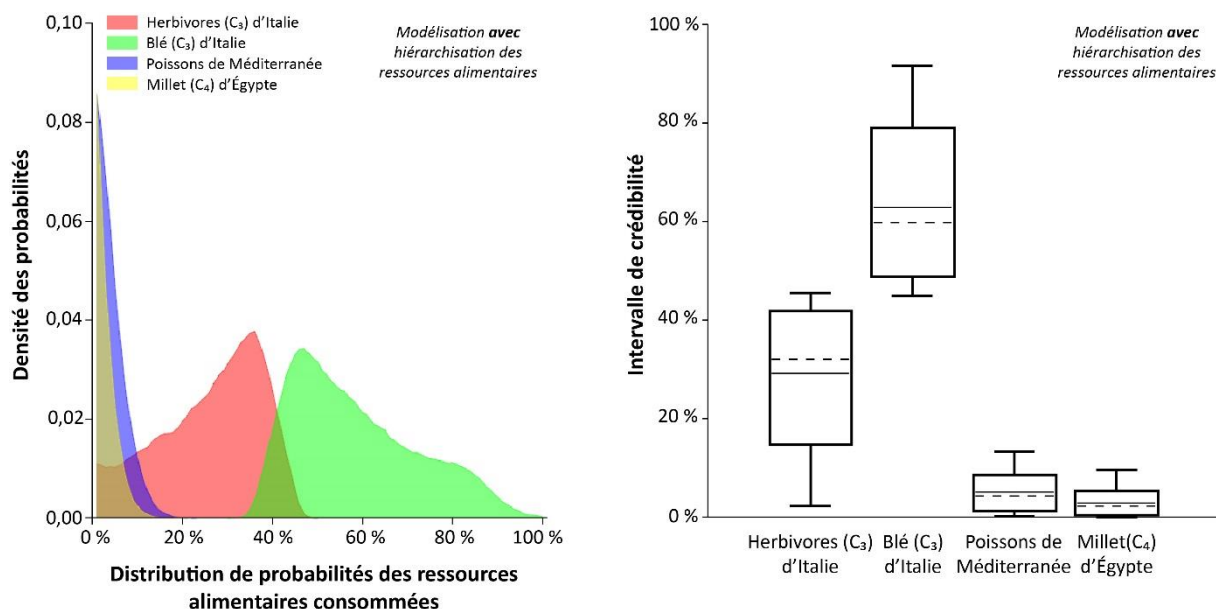 0,10
0,08
0,06
0,04
0,02
0,00
Densité des probabilités
Herbivores (C₃) d’Italie
Blé (C₃) d’Italie
Poissons de Méditerranée
Millet (C₄) d’Égypte
Modélisation avec
hiérarchisation des
ressources alimentaires
0 %
20 %
40 %
60 %
80 %
100 %
Distribution de probabilités des ressources
alimentaires consommées
100 %
80 %
60 %
40 %
20 %
0 %
Intervalle de crédibilité
Modélisation avec
hiérarchisation des
ressources alimentaires
Herbivores (C₃)
d’Italie
Blé (C₃)
d’Italie
Poissons de
Méditerranée
Millet(C₄)
d’Égypte